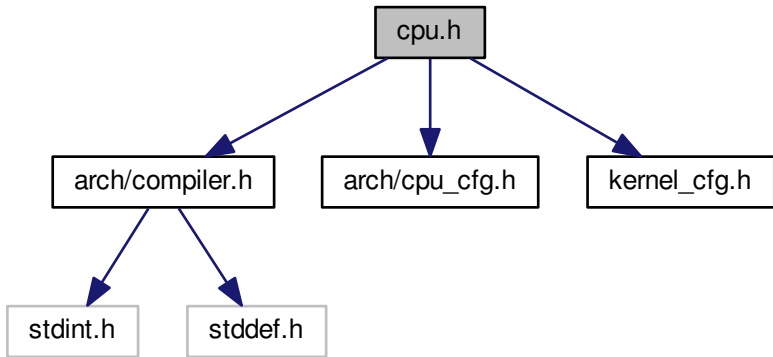 cpu.h
arch/compiler.h
arch/cpu_cfg.h
kernel_cfg.h
stdint.h
stddef.h